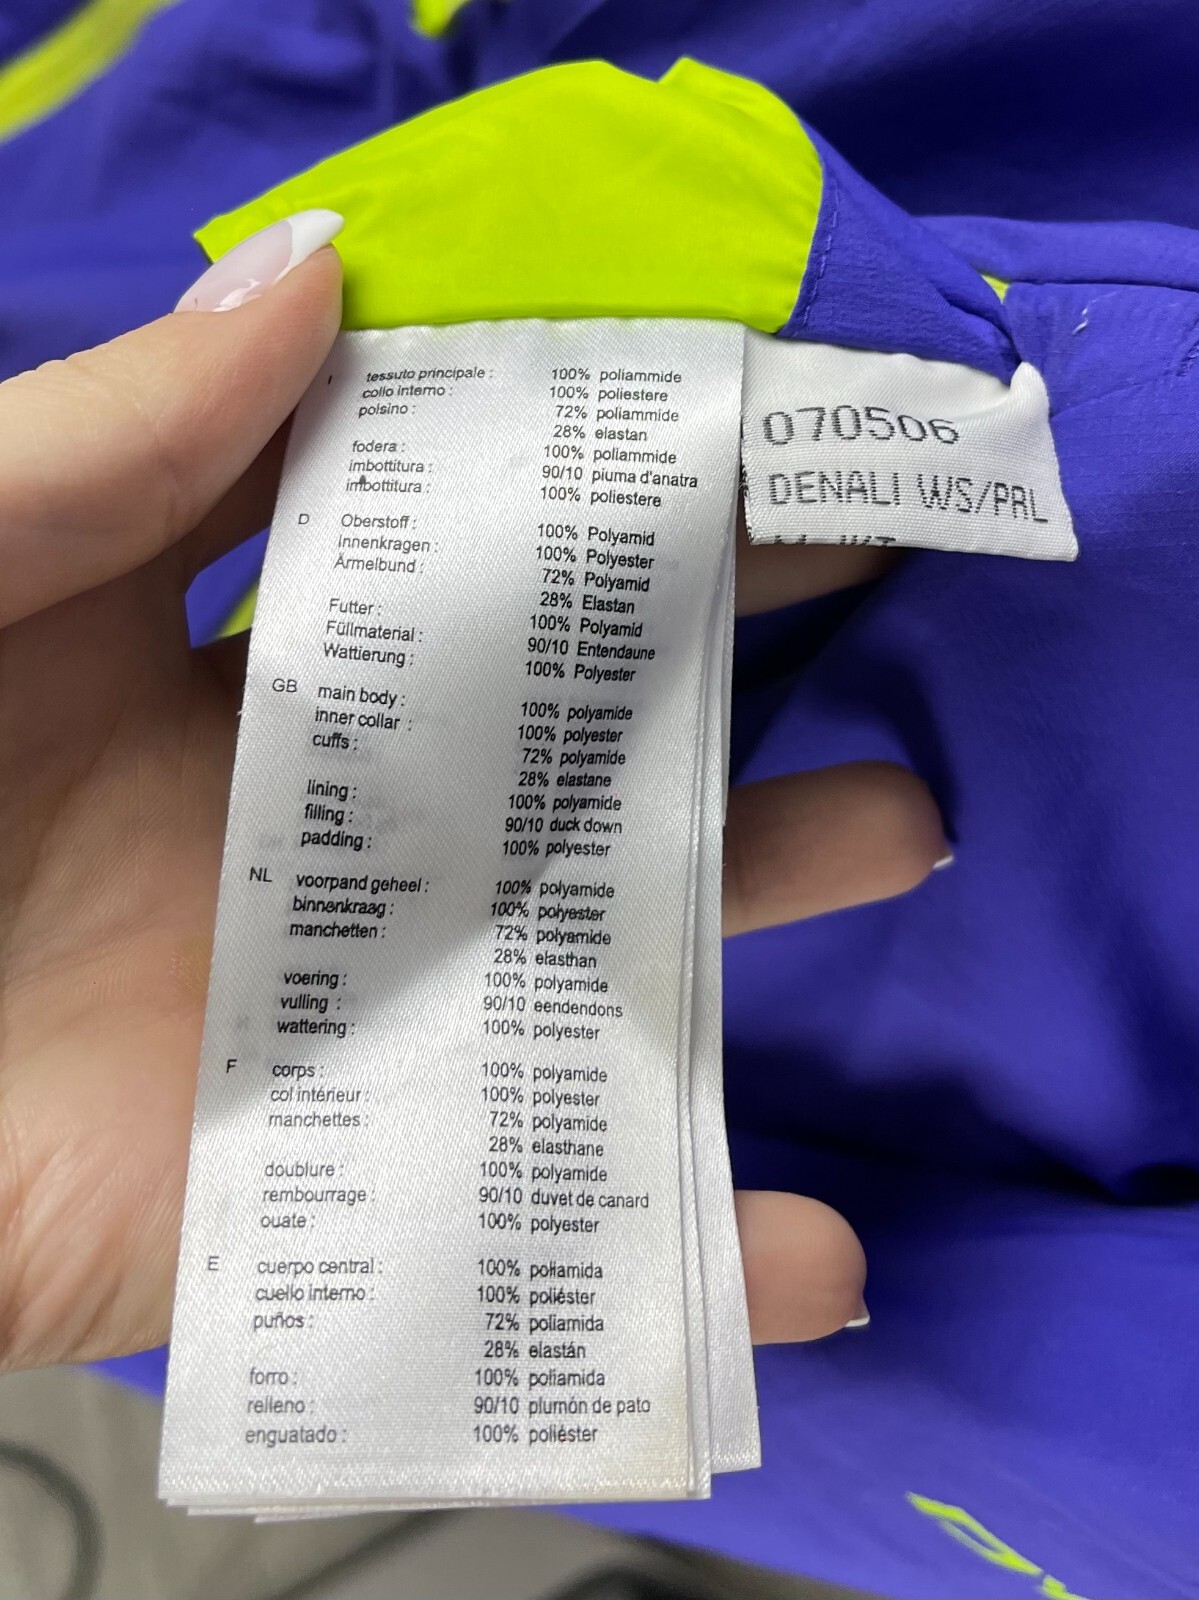 tessuto principale : 100% poliammide
collo interno : 100% poliestere
polsino : 72% poliammide
28% elastan
fodera : 100% poliammide
imbottitura : 90/10 piuma d'anatra
imbottitura : 100% poliestere
D Oberstoff : 100% Polyamid
Innenkragen : 100% Polyester
Ärmelbund : 72% Polyamid
28% Elastan
Futter : 100% Polyamid
Füllmaterial : 90/10 Entendaune
Wattierung : 100% Polyester
GB main body : 100% polyamide
inner collar : 100% polyester
cuffs : 72% polyamide
28% elastane
lining : 100% polyamide
filling : 90/10 duck down
padding : 100% polyester
NL voorpand geheel : 100% polyamide
binnenkraag : 100% polyester
manchetten : 72% polyamide
28% elasthan
voering : 100% polyamide
vulling : 90/10 eendendons
wattering : 100% polyester
F corps : 100% polyamide
col intérieur : 100% polyester
manchettes : 72% polyamide
28% elasthane
doublure : 100% polyamide
rembourrage : 90/10 duvet de canard
ouate : 100% polyester
E cuerpo central : 100% poliamida
cuello interno : 100% poliéster
puños : 72% poliamida
28% elastán
forro : 100% poliamida
relleno : 90/10 plumón de pato
enguatado : 100% poliéster
070506
DENALI WS/PRL